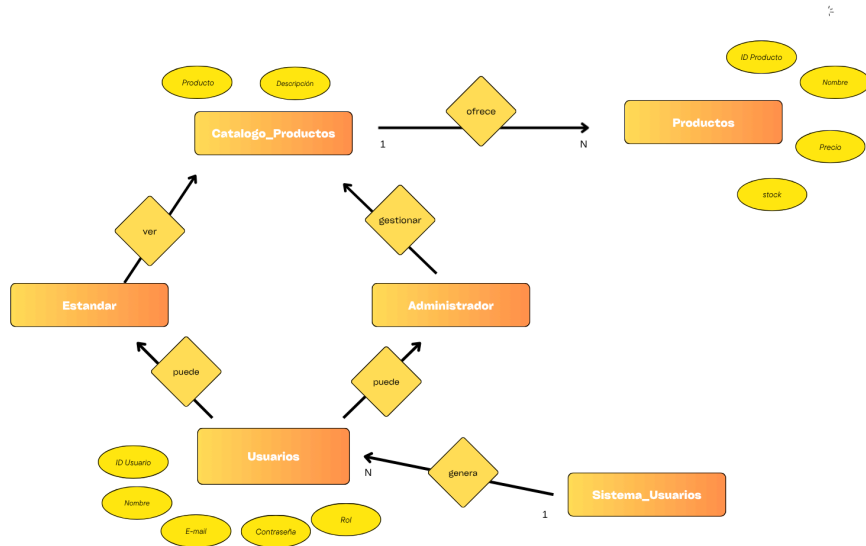 ID Producto
Producto
Descripción
Nombre
ofrece
Catalogo_Productos
Productos
1
N
Precio
stock
gestionar
ver
Estandar
Administrador
puede
puede
Usuarios
ID Usuario
N
genera
Sistema_Usuarios
Nombre
1
Rol
E-mail
Contraseña